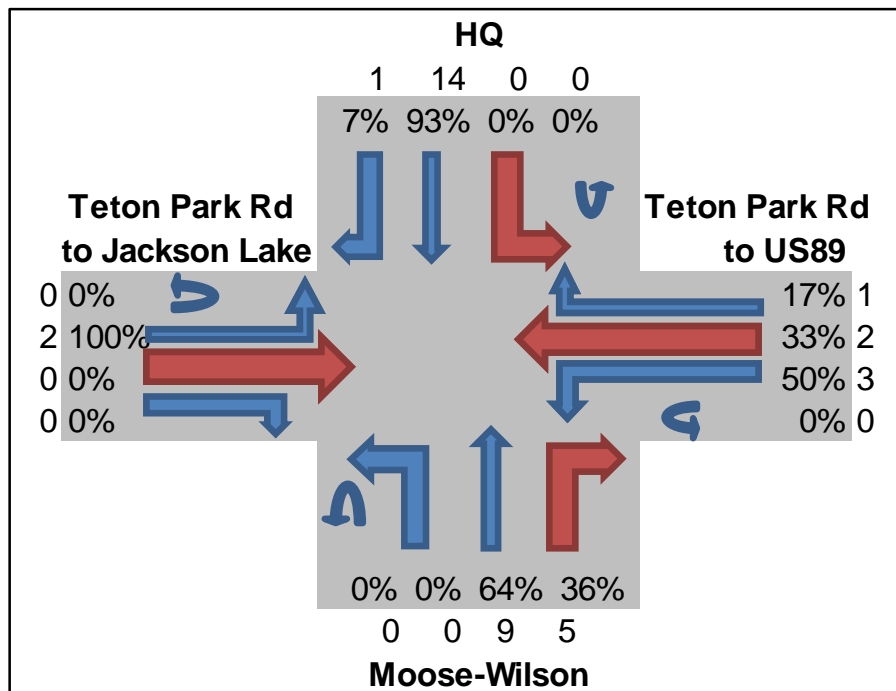 HQ
1 14 0 0
7% 93% 0% 0%
Teton Park Rd
to Jackson Lake
Teton Park Rd
to US89
0 0%
2 100%
0 0%
0 0%
17% 1
33% 2
50% 3
0% 0
0% 0% 64% 36%
0 0 9 5
Moose-Wilson